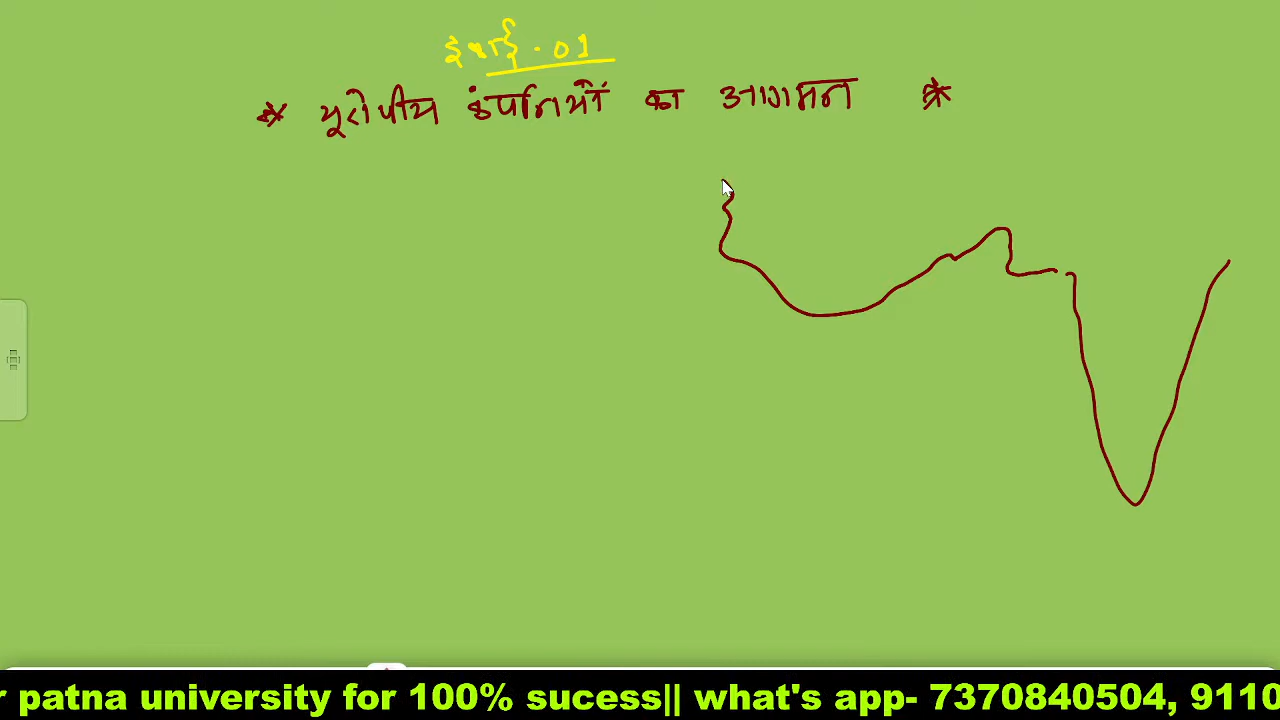 इकाई - 01
* यूरोपीय कंपनियों का आगमन *
r patna university for 100% sucess|| what's app- 7370840504, 9110